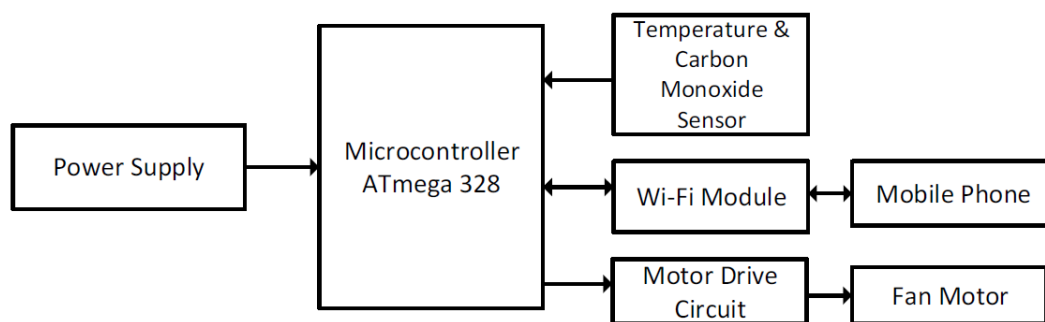 Temperature &
Carbon
Monoxide
Sensor
Power Supply
Microcontroller
ATmega 328
Wi-Fi Module
Mobile Phone
Motor Drive
Circuit
Fan Motor